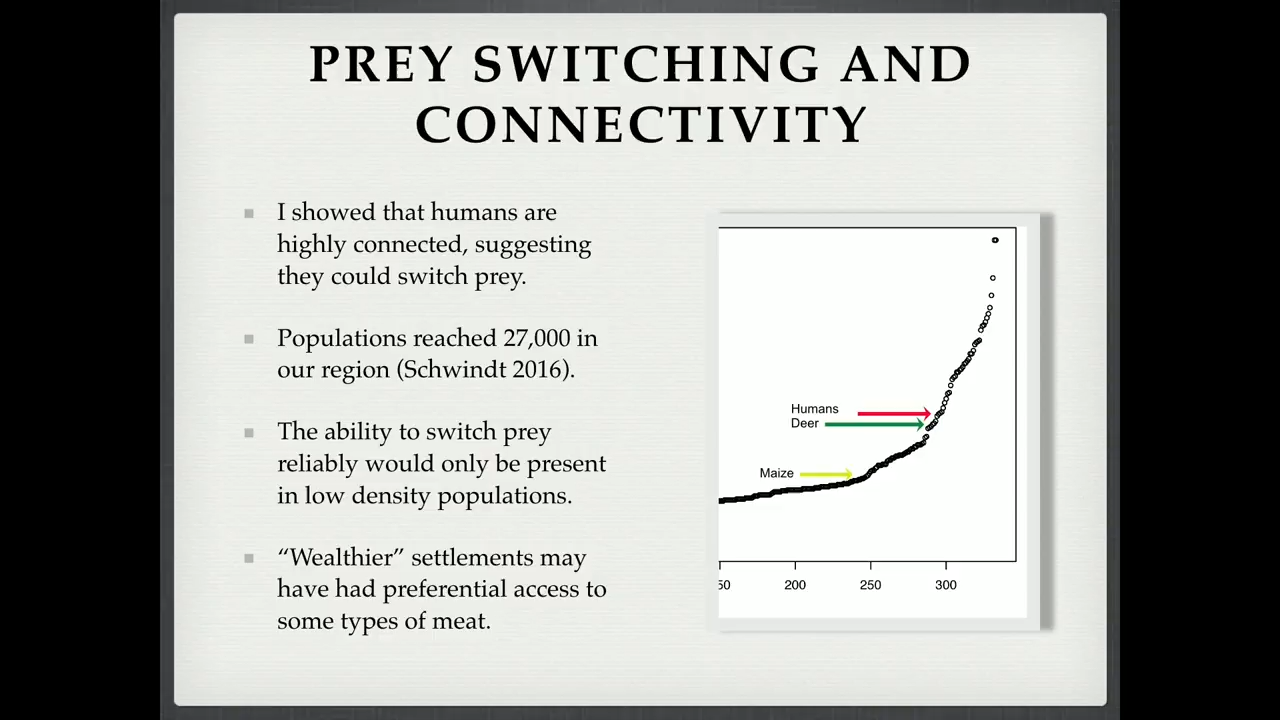 PREY SWITCHING AND
CONNECTIVITY
I showed that humans are
highly connected, suggesting
they could switch prey.
Populations reached 27,000 in
our region (Schwindt 2016).
The ability to switch prey
reliably would only be present
in low density populations.
“Wealthier” settlements may
have had preferential access to
some types of meat.
Humans
Deer
Maize
50 200 250 300